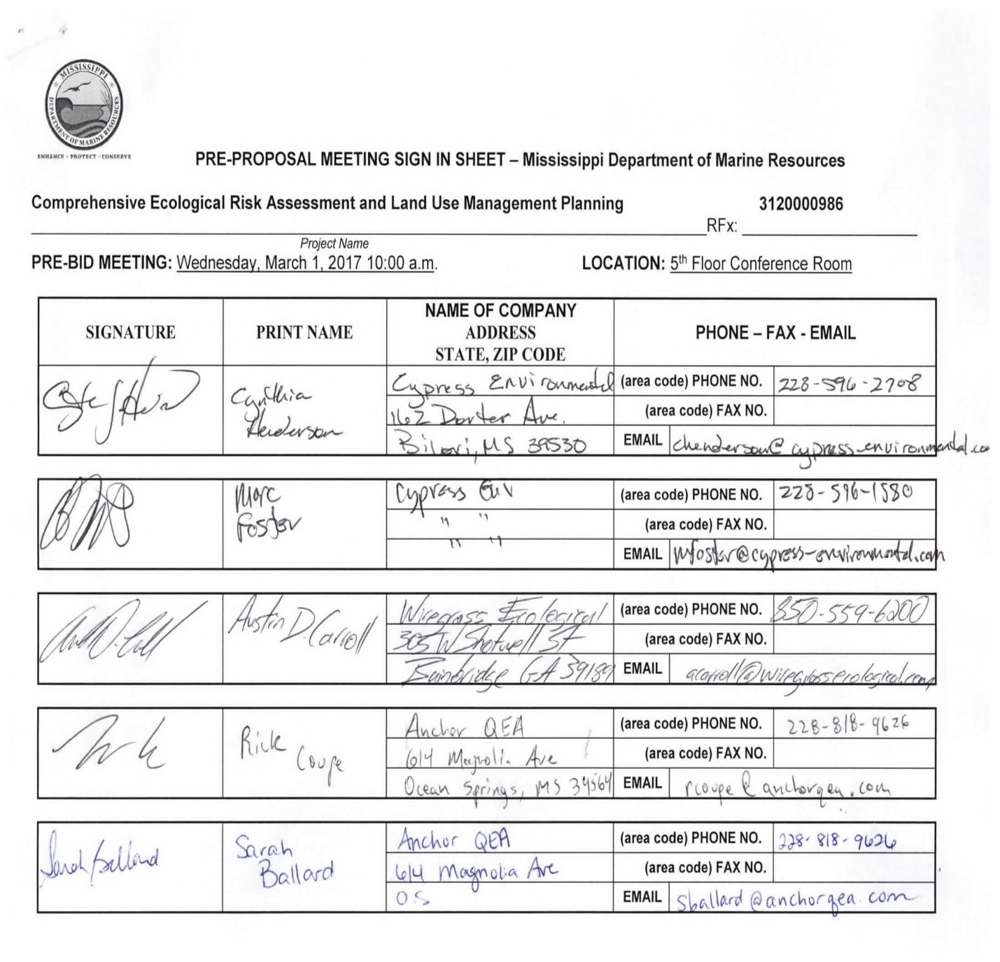 MISSISSIPPI
DEPARTMENT OF MARINE RESOURCES
ENHANCE - PROTECT - CONSERVE
PRE-PROPOSAL MEETING SIGN IN SHEET – Mississippi Department of Marine Resources
Comprehensive Ecological Risk Assessment and Land Use Management Planning 3120000986
RFx:
Project Name
PRE-BID MEETING: Wednesday, March 1, 2017 10:00 a.m. LOCATION: 5th Floor Conference Room
SIGNATURE
PRINT NAME
NAME OF COMPANY
ADDRESS
STATE, ZIP CODE
PHONE – FAX - EMAIL
Cynthia
Henderson
Cypress Environmental
162 Porter Ave.
Biloxi, MS 39530
(area code) PHONE NO. 228-596-2708
(area code) FAX NO.
EMAIL chenderson@cypress-environmental.co
Marc
Foster
Cypress Env
" "
" "
(area code) PHONE NO. 228-596-1580
(area code) FAX NO.
EMAIL mfoster@cypress-environmental.com
Austin D. Carroll
Wiregrass Ecological
305 W Shotwell St
Bainbridge GA 39189
(area code) PHONE NO. 850-559-6200
(area code) FAX NO.
EMAIL acarroll@wiregrassecological.com
Rick
Coupe
Anchor QEA
614 Magnolia Ave
Ocean Springs, MS 39564
(area code) PHONE NO. 228-818-9626
(area code) FAX NO.
EMAIL rcoupe@anchorqea.com
Sarah Ballard
Sarah
Ballard
Anchor QEA
614 Magnolia Ave
O.S
(area code) PHONE NO. 228-818-9626
(area code) FAX NO.
EMAIL sballard@anchorqea.com